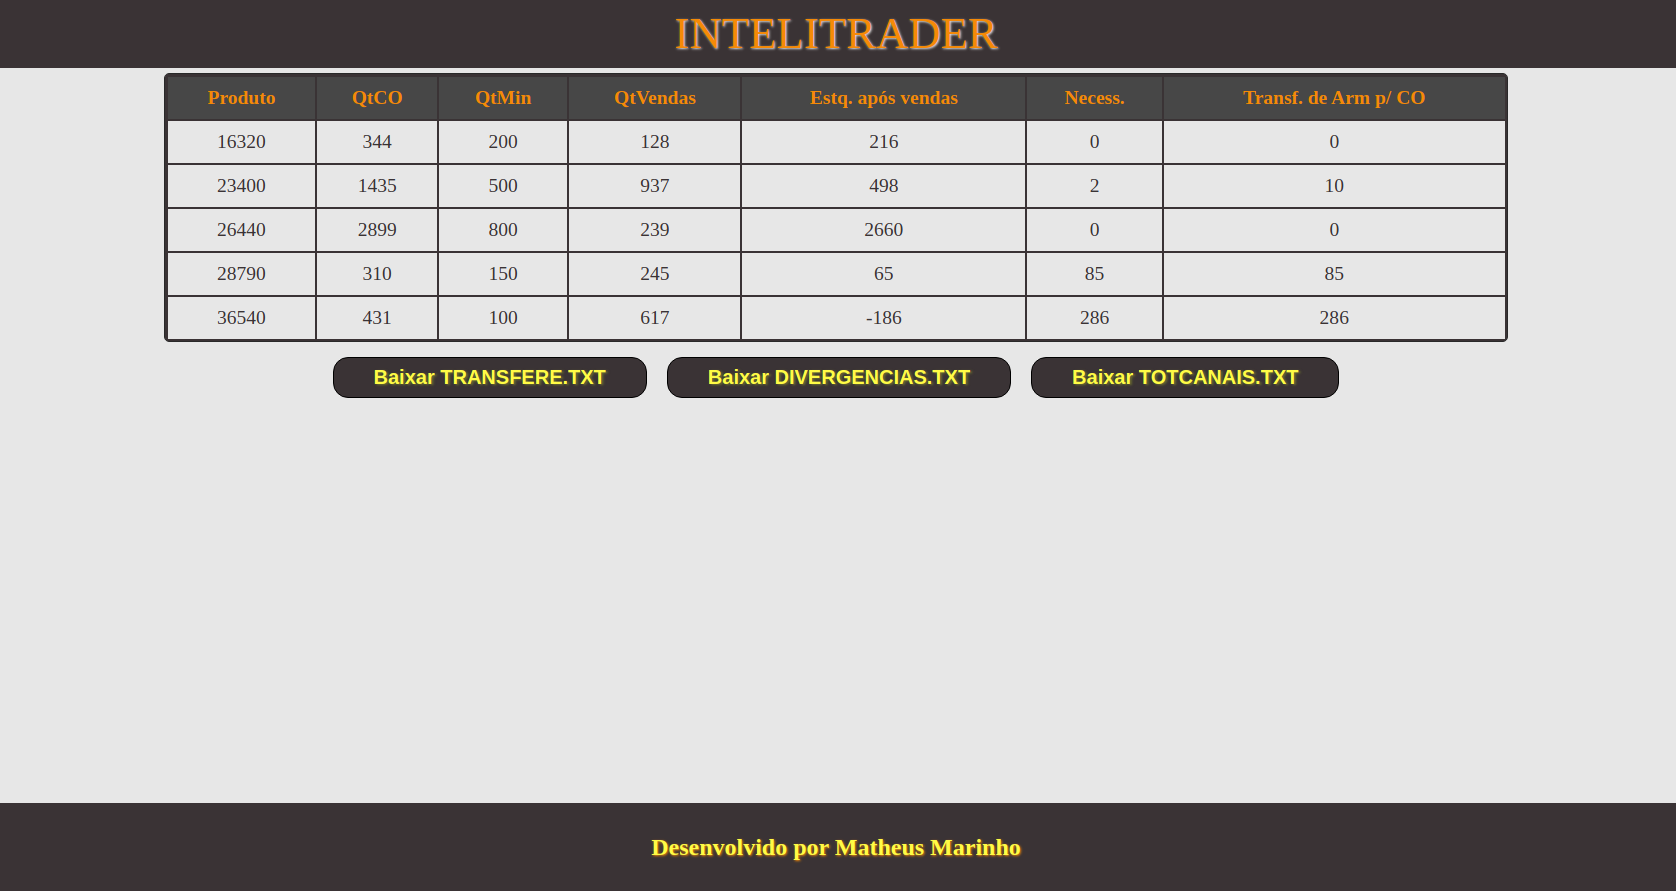 INTELITRADER
Produto QtCO QtMin QtVendas Estq. após vendas Necess. Transf. de Arm p/ CO
16320 344 200 128 216 0 0
23400 1435 500 937 498 2 10
26440 2899 800 239 2660 0 0
28790 310 150 245 65 85 85
36540 431 100 617 -186 286 286
Baixar TRANSFERE.TXT Baixar DIVERGENCIAS.TXT Baixar TOTCANAIS.TXT
Desenvolvido por Matheus Marinho